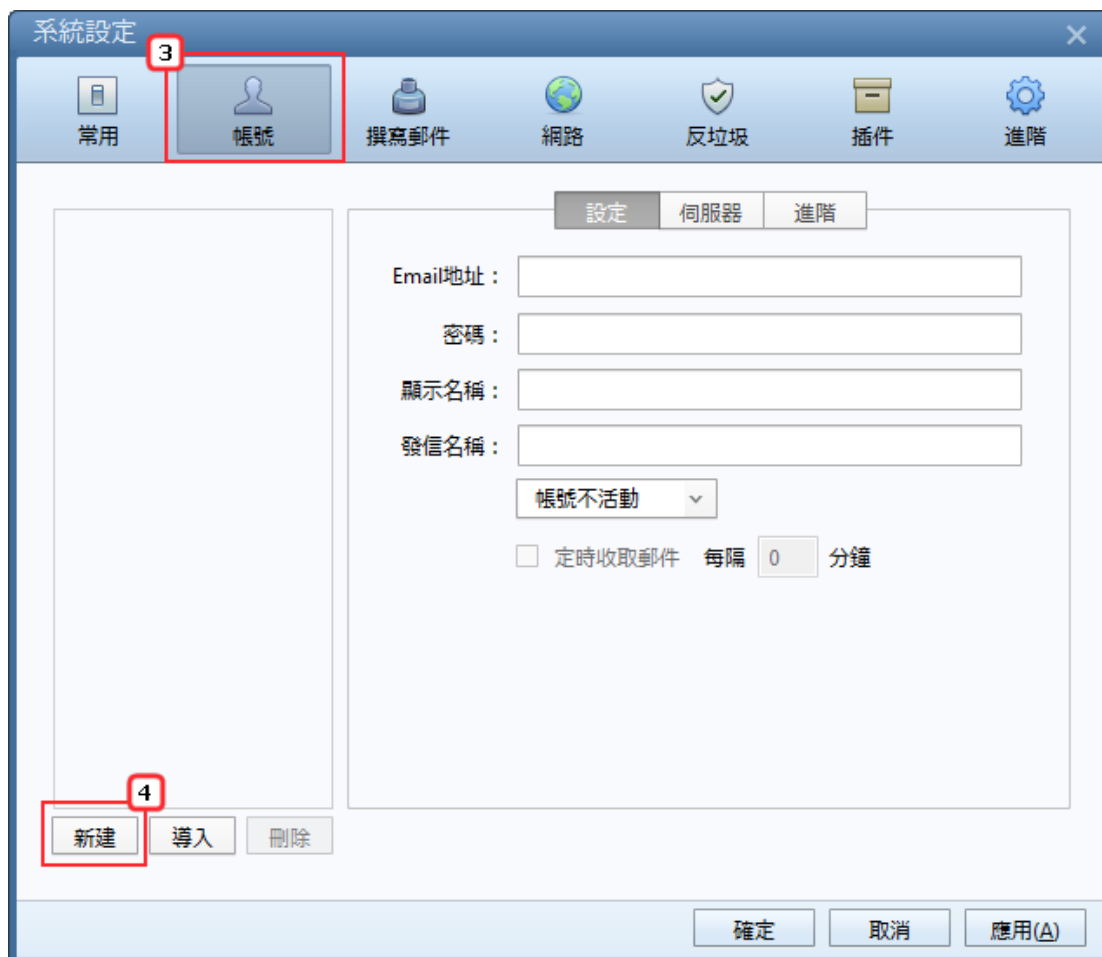 系統設定
3
常用 帳號 撰寫郵件 網路 反垃圾 插件 進階
設定 伺服器 進階
Email地址：
密碼：
顯示名稱：
發信名稱：
帳號不活動
定時收取郵件 每隔 0 分鐘
4
新建 導入 刪除
確定 取消 應用(A)